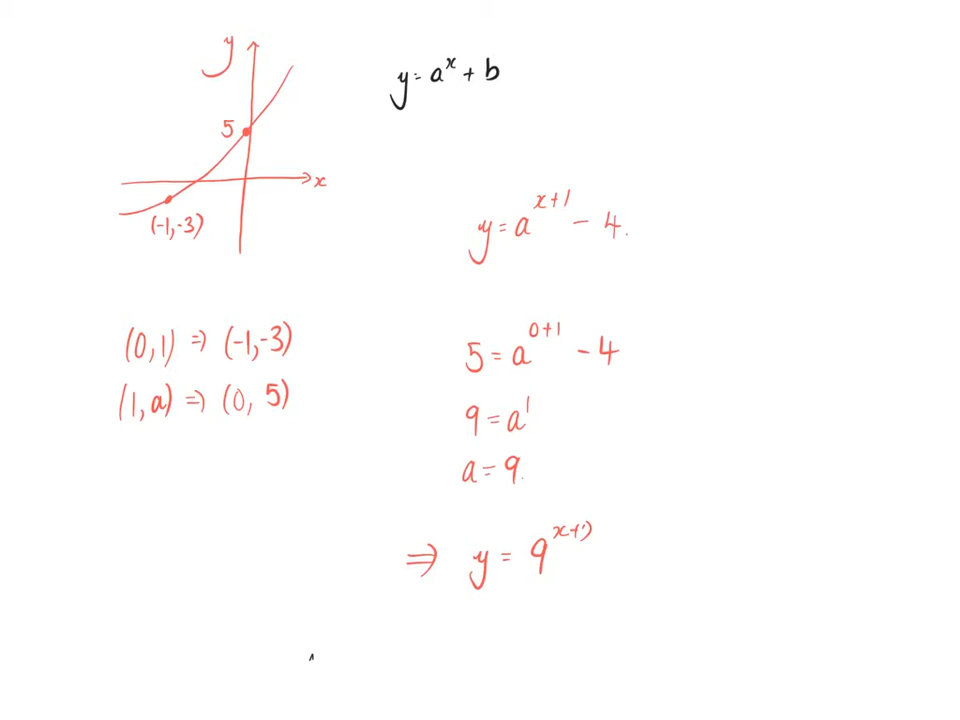 y
y = a^x + b
5
x
(-1,-3)
y = a^{x+1} - 4.
(0,1) ⇒ (-1,-3)
(1,a) ⇒ (0, 5)
5 = a^{0+1} - 4
9 = a^1
a = 9.
⇒ y = 9^{x+1)}